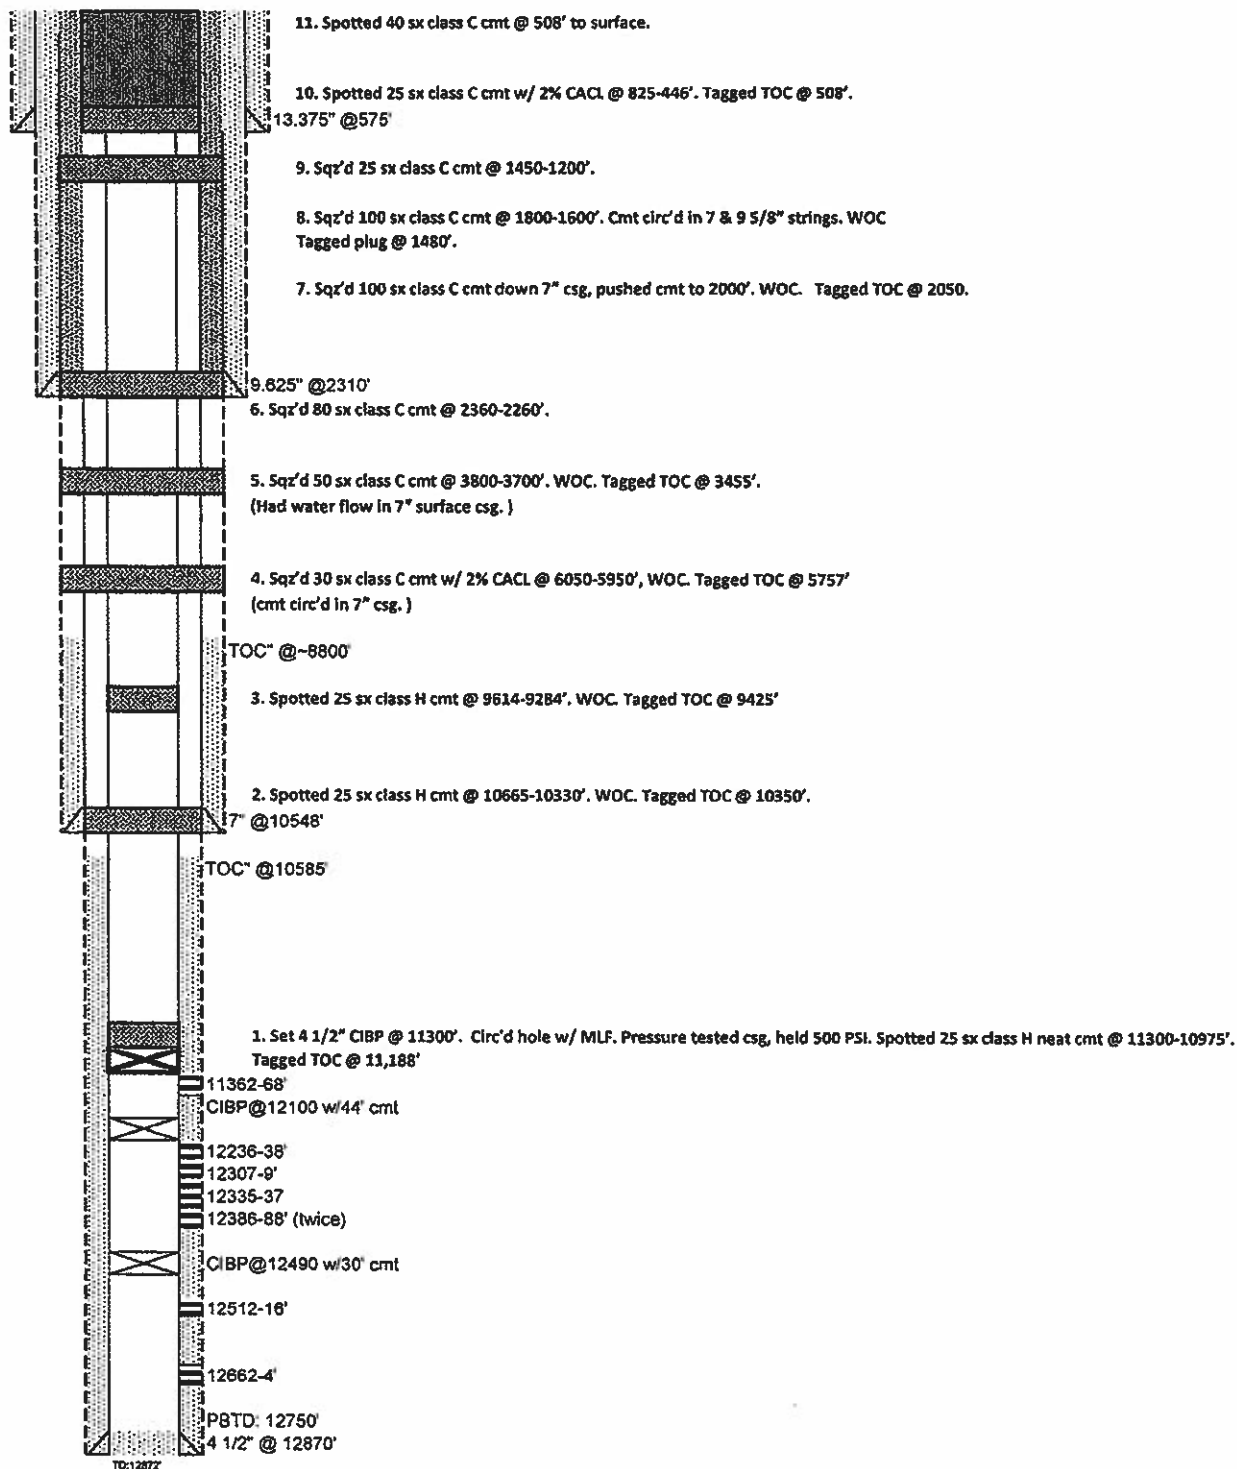 11. Spotted 40 sx class C cmt @ 508' to surface.
10. Spotted 25 sx class C cmt w/ 2% CACL @ 825-446'. Tagged TOC @ 508'.
13.375" @575'
9. Sqz'd 25 sx class C cmt @ 1450-1200'.
8. Sqz'd 100 sx class C cmt @ 1800-1600'. Cmt circ'd in 7 & 9 5/8" strings. WOC
Tagged plug @ 1480'.
7. Sqz'd 100 sx class C cmt down 7" csg, pushed cmt to 2000'. WOC. Tagged TOC @ 2050.
9.625" @2310'
6. Sqz'd 80 sx class C cmt @ 2360-2260'.
5. Sqz'd 50 sx class C cmt @ 3800-3700'. WOC. Tagged TOC @ 3455'.
(Had water flow in 7" surface csg. )
4. Sqz'd 30 sx class C cmt w/ 2% CACL @ 6050-5950', WOC. Tagged TOC @ 5757'
(cmt circ'd in 7" csg. )
TOC" @~8800'
3. Spotted 25 sx class H cmt @ 9614-9284'. WOC. Tagged TOC @ 9425'
2. Spotted 25 sx class H cmt @ 10665-10330'. WOC. Tagged TOC @ 10350'.
7" @10548'
TOC" @10585'
1. Set 4 1/2" CIBP @ 11300'. Circ'd hole w/ MLF. Pressure tested csg, held 500 PSI. Spotted 25 sx class H neat cmt @ 11300-10975'.
Tagged TOC @ 11,188'
11362-68'
CIBP@12100 w/44' cmt
12236-38'
12307-9'
12335-37
12386-88' (twice)
CIBP@12490 w/30' cmt
12512-16'
12662-4'
PBTD: 12750'
4 1/2" @ 12870'
TD:12872'